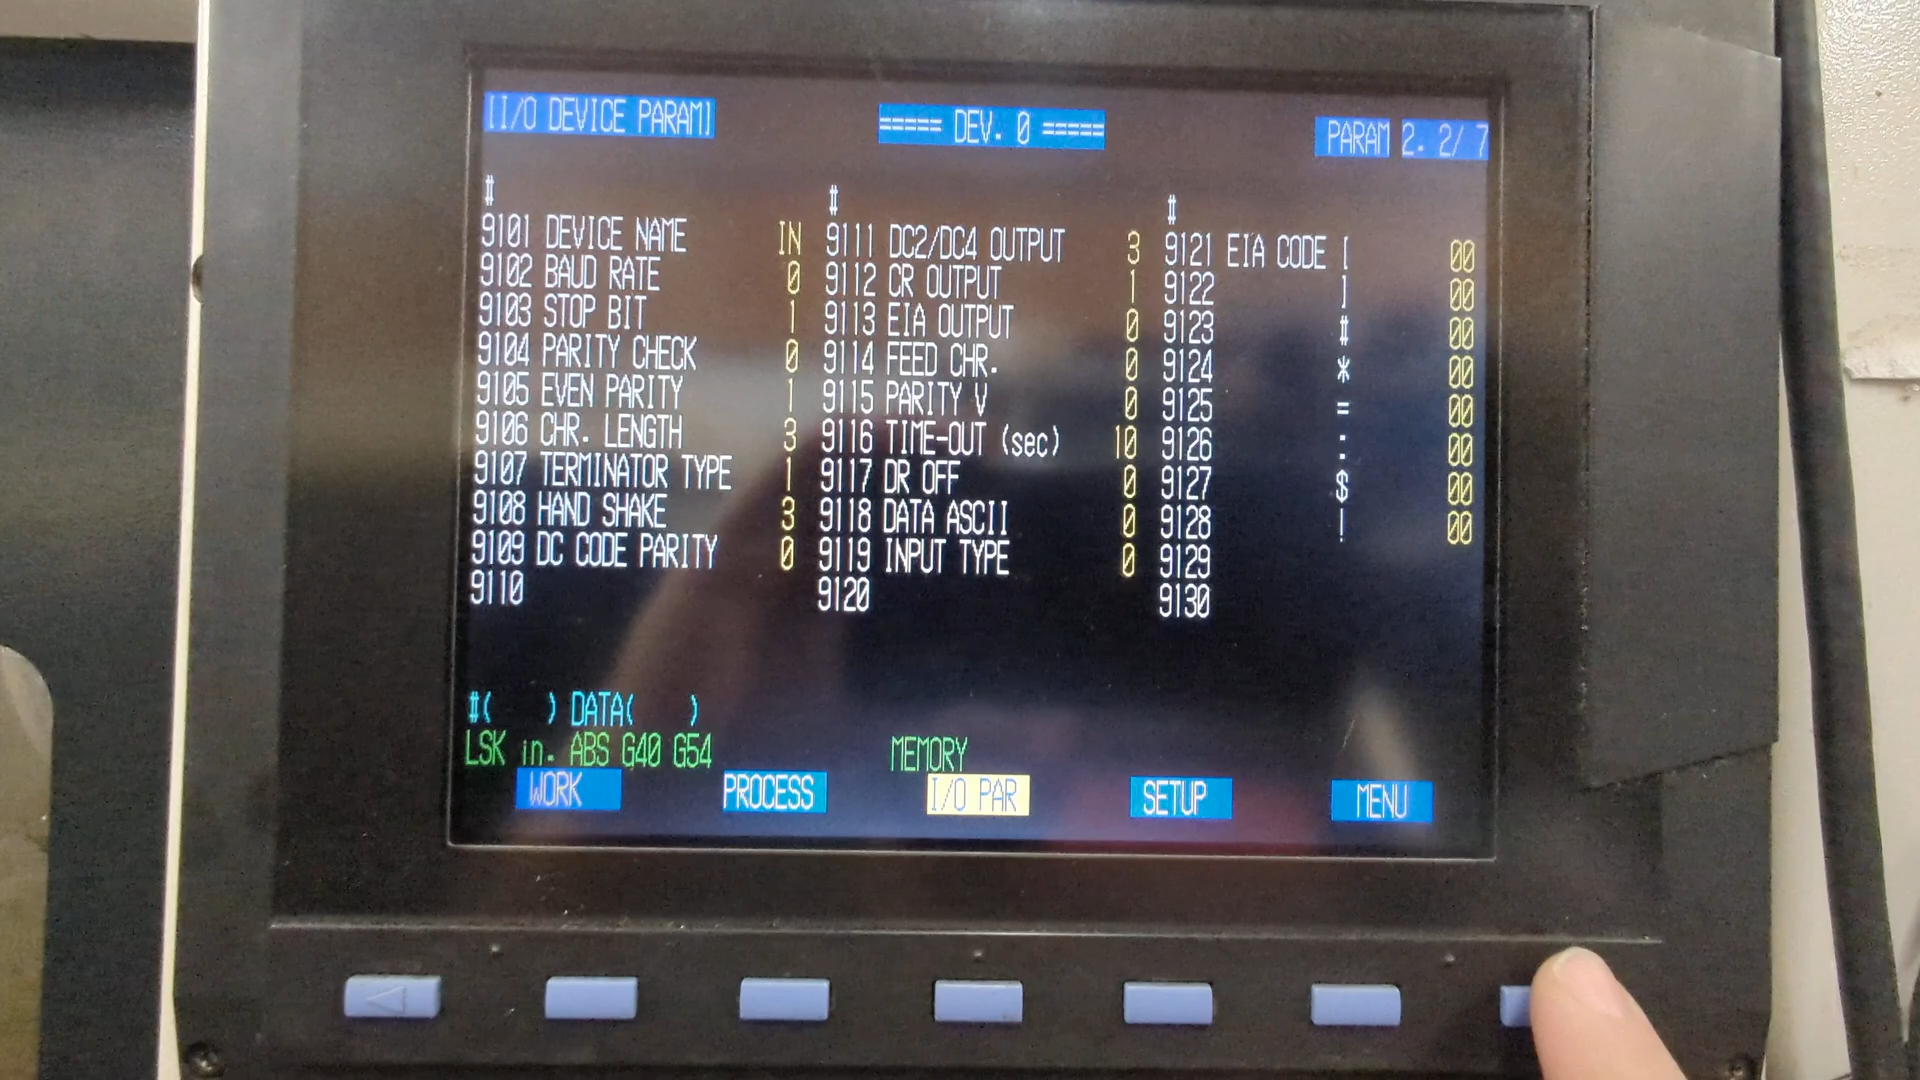 [I/O DEVICE PARAM] ===== DEV. 0 ===== PARAM 2. 2/ 7
# # #
9101 DEVICE NAME IN 9111 DC2/DC4 OUTPUT 3 9121 EIA CODE [ 00
9102 BAUD RATE 0 9112 CR OUTPUT 1 9122 ] 00
9103 STOP BIT 1 9113 EIA OUTPUT 0 9123 # 00
9104 PARITY CHECK 0 9114 FEED CHR. 0 9124 * 00
9105 EVEN PARITY 1 9115 PARITY V 0 9125 = 00
9106 CHR. LENGTH 3 9116 TIME-OUT (sec) 10 9126 : 00
9107 TERMINATOR TYPE 1 9117 DR OFF 0 9127 $ 00
9108 HAND SHAKE 3 9118 DATA ASCII 0 9128 ! 00
9109 DC CODE PARITY 0 9119 INPUT TYPE 0 9129
9110 9120 9130
#( ) DATA( )
LSK in. ABS G40 G54 MEMORY
WORK PROCESS I/O PAR SETUP MENU